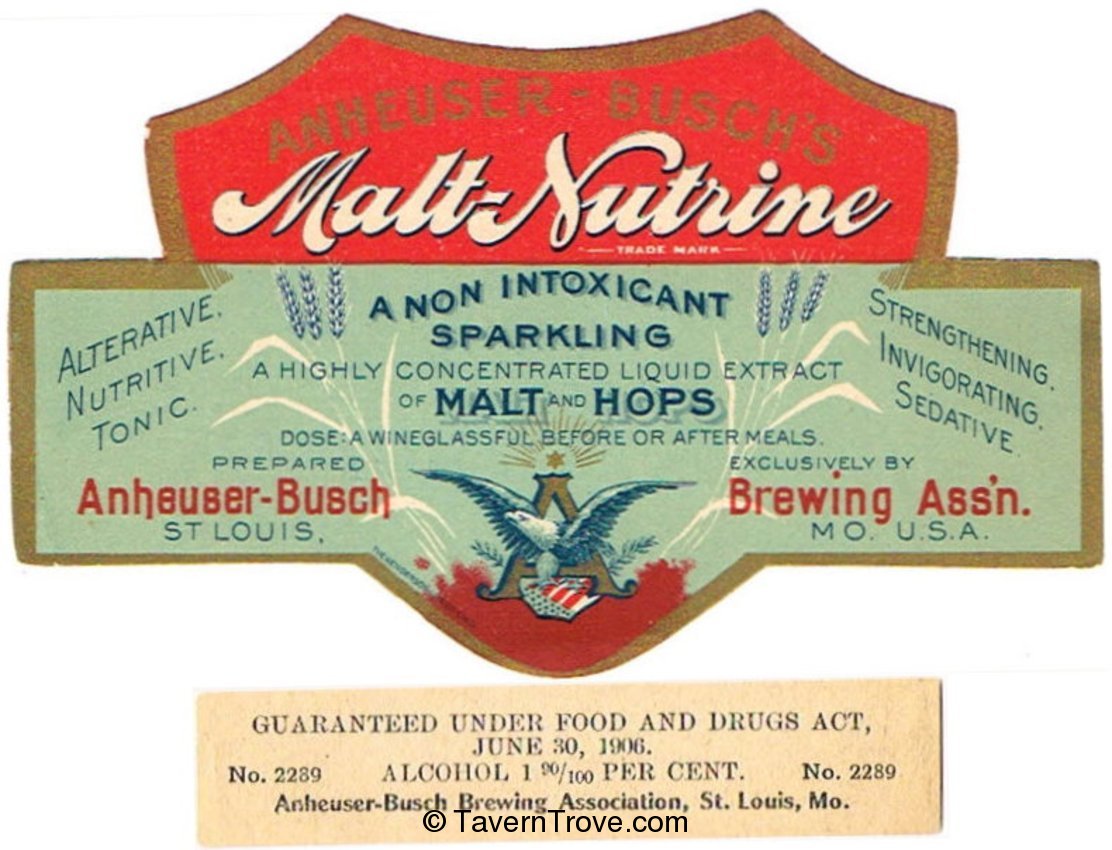 ANHEUSER-BUSCH'S
Malt-Nutrine
TRADE MARK
ALTERATIVE.
NUTRITIVE.
TONIC.
A NON INTOXICANT
SPARKLING
A HIGHLY CONCENTRATED LIQUID EXTRACT
OF MALT AND HOPS
DOSE: A WINEGLASSFUL BEFORE OR AFTER MEALS.
STRENGTHENING.
INVIGORATING.
SEDATIVE
PREPARED EXCLUSIVELY BY
Anheuser-Busch Brewing Ass'n.
ST LOUIS, MO. U.S.A.
A
GUARANTEED UNDER FOOD AND DRUGS ACT,
JUNE 30, 1906.
No. 2289 ALCOHOL 1 90/100 PER CENT. No. 2289
Anheuser-Busch Brewing Association, St. Louis, Mo.
© TavernTrove.com